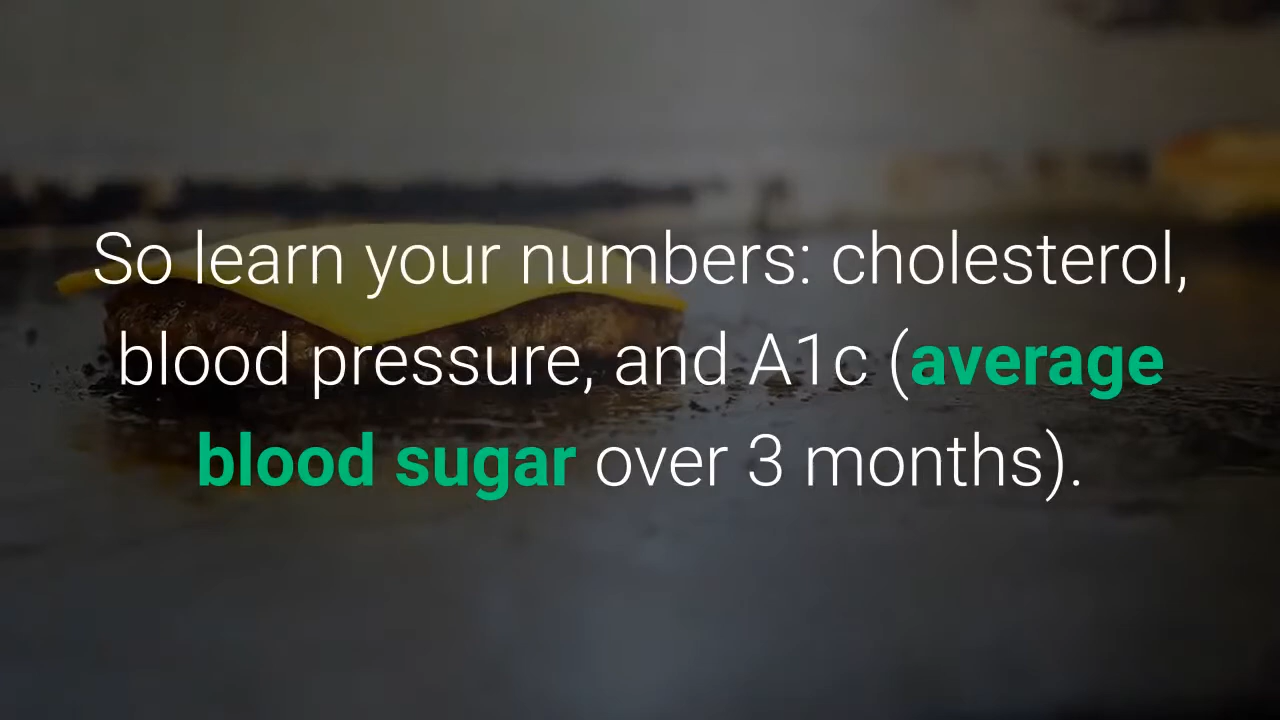 So learn your numbers: cholesterol,
blood pressure, and A1c (average
blood sugar over 3 months).